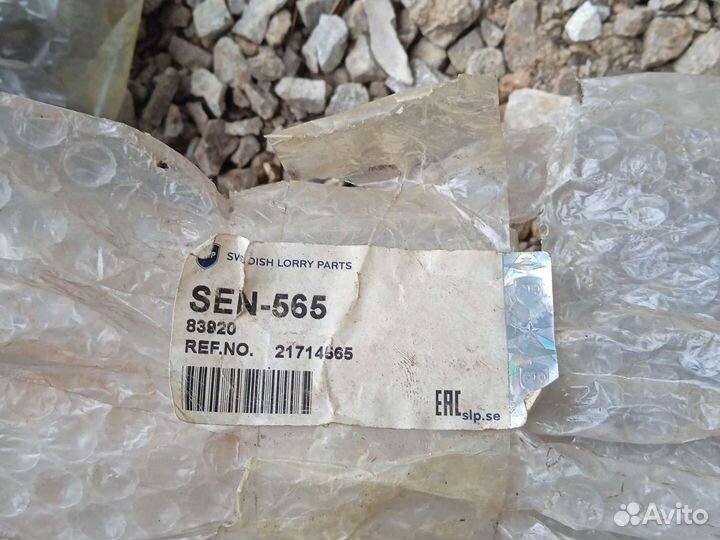 SWEDISH LORRY PARTS
SEN-565
83920
REF.NO. 21714565
EAC
slp.se
Avito